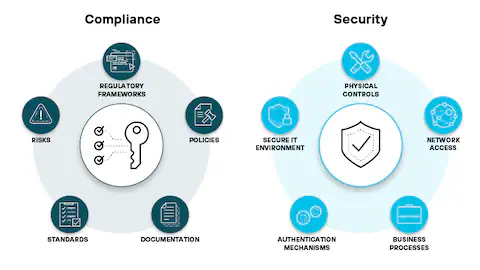 Compliance
REGULATORY
FRAMEWORKS
RISKS
POLICIES
STANDARDS
DOCUMENTATION
Security
PHYSICAL
CONTROLS
SECURE IT
ENVIRONMENT
NETWORK
ACCESS
AUTHENTICATION
MECHANISMS
BUSINESS
PROCESSES